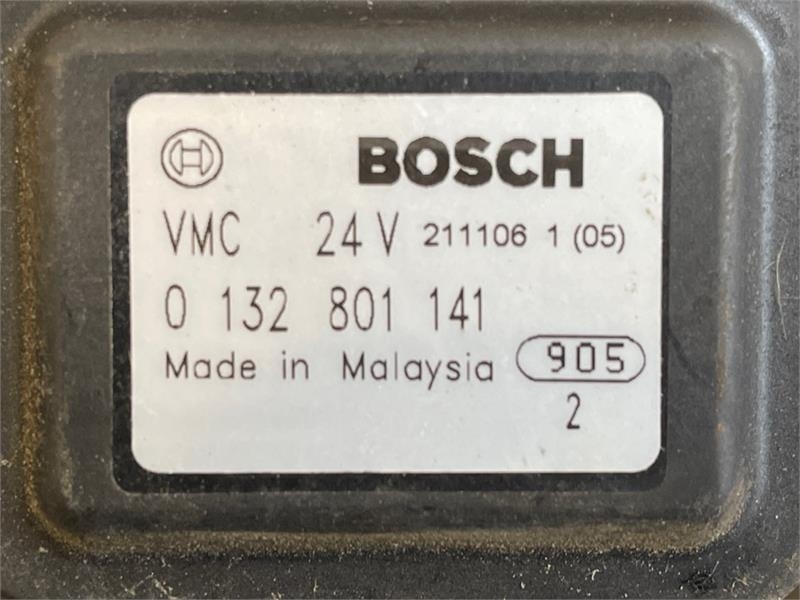 BOSCH
VMC 24 V 211106 1 (05)
0 132 801 141
Made in Malaysia 905
2